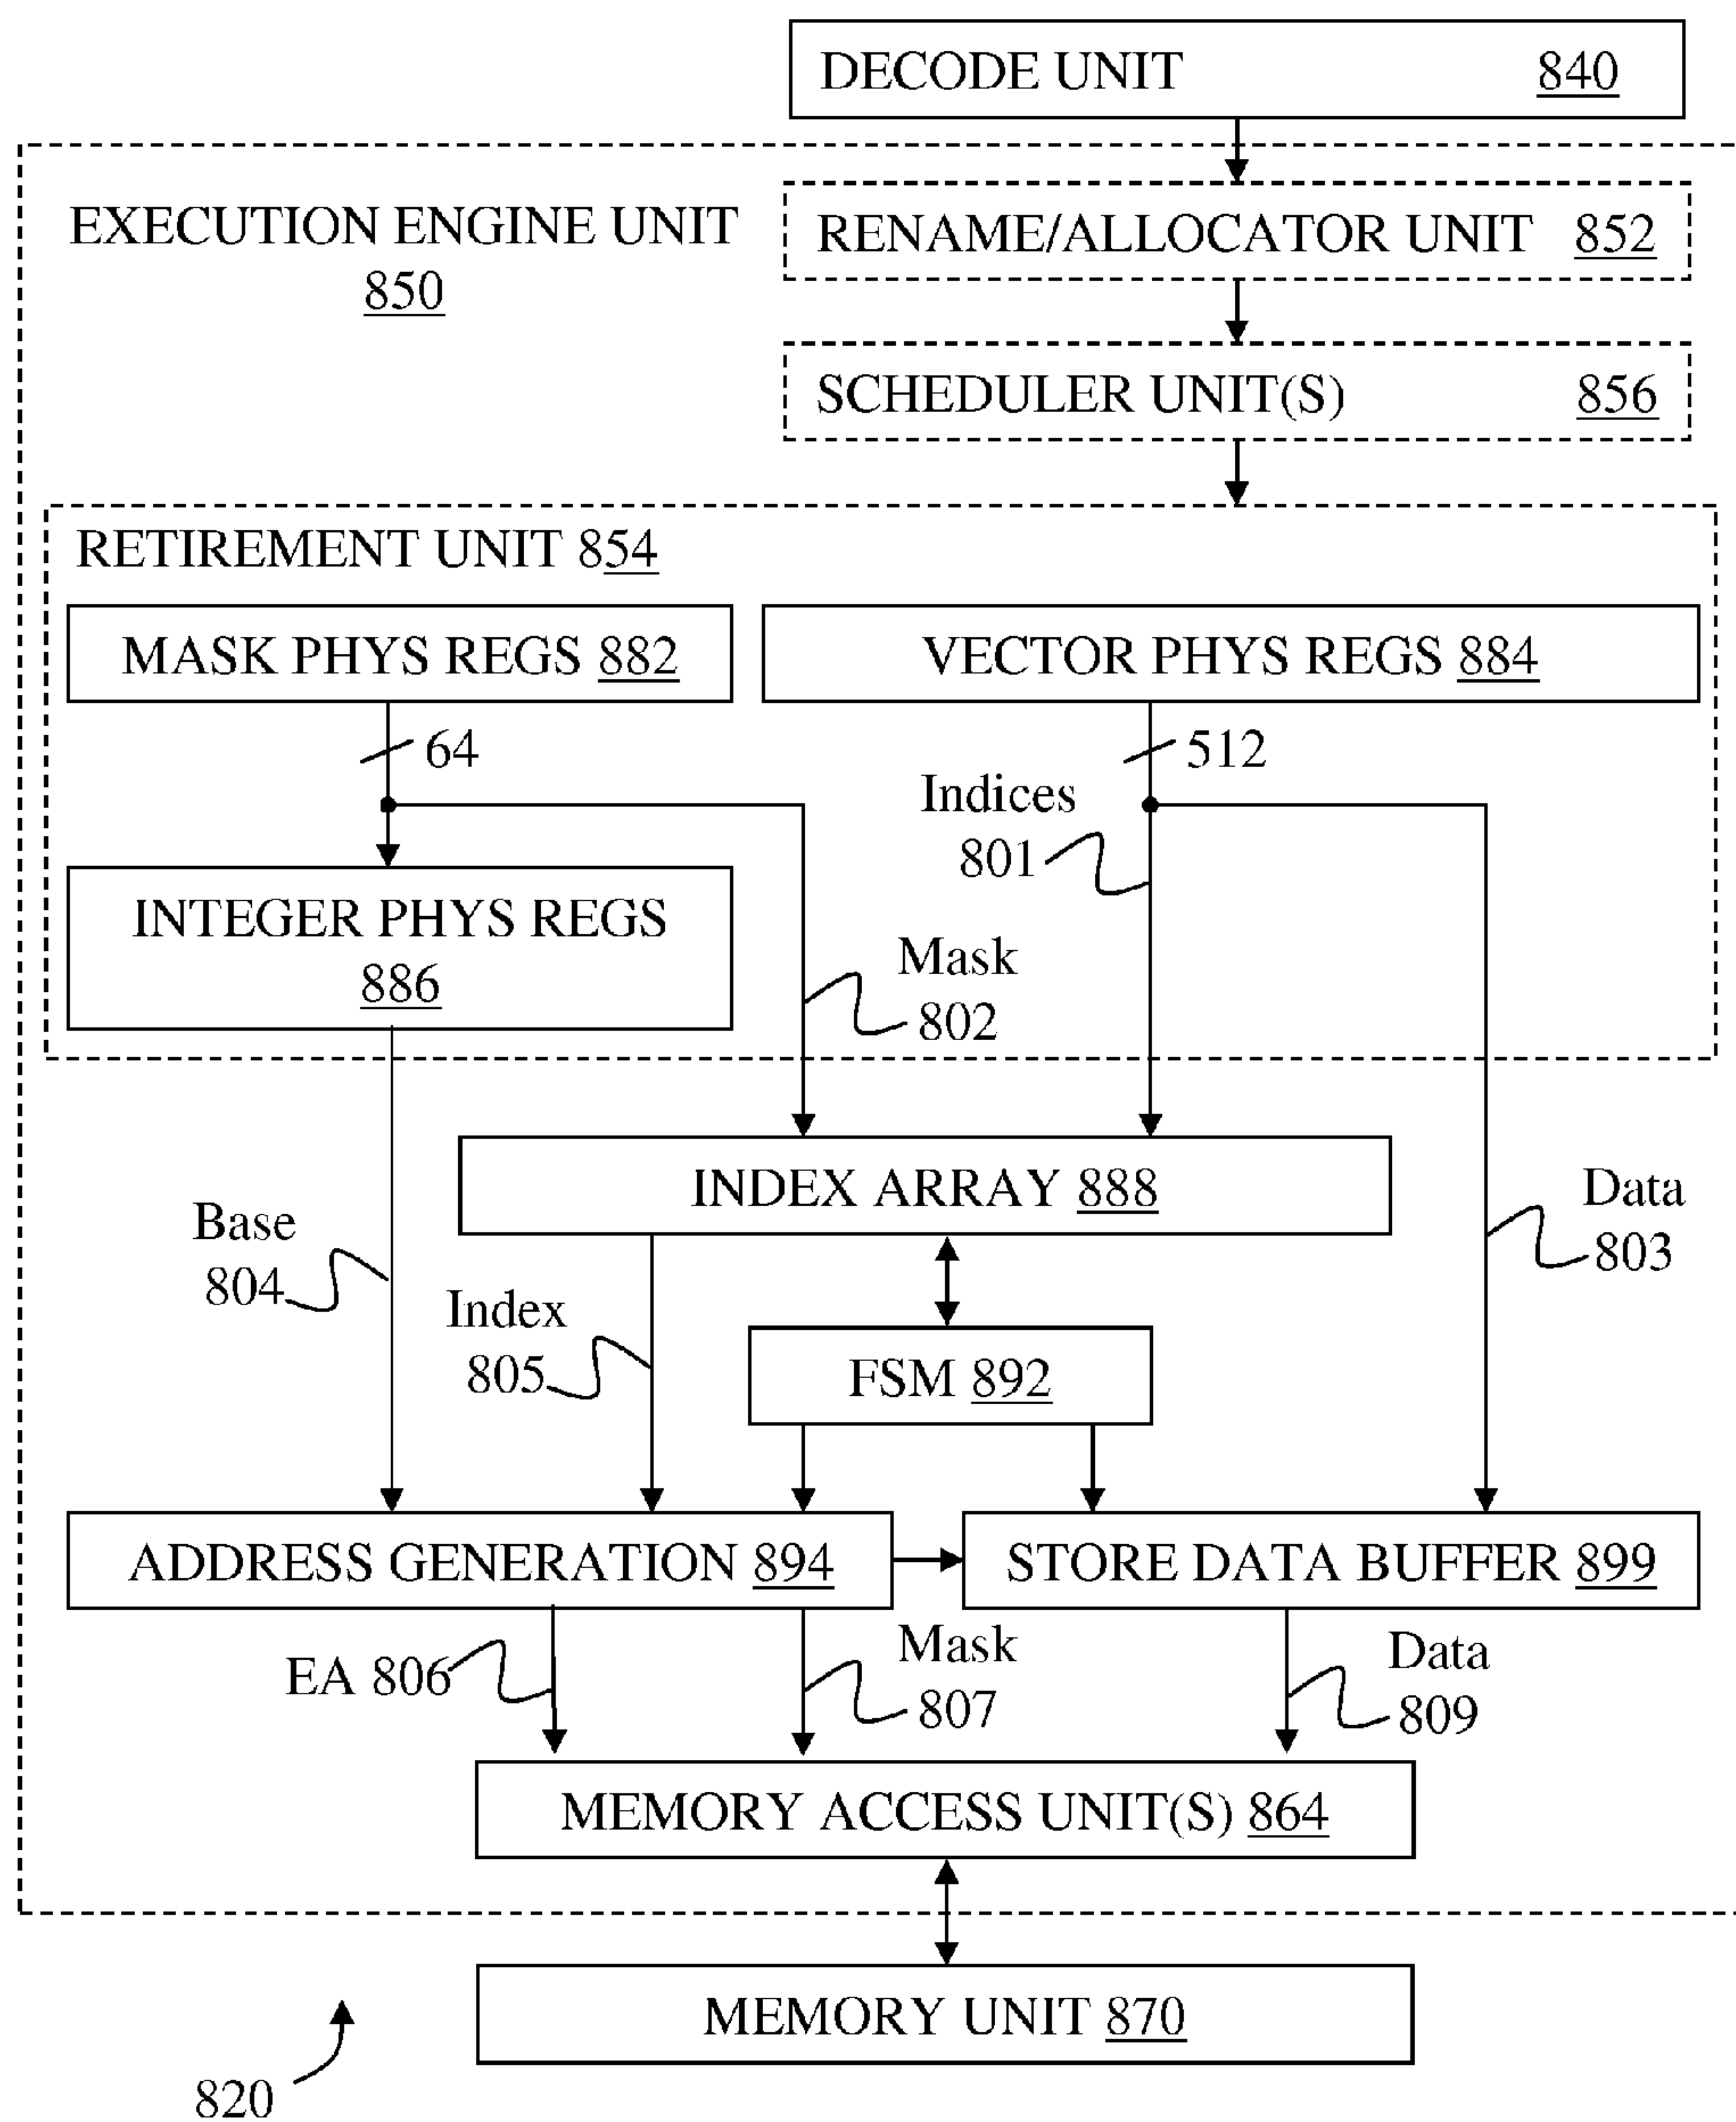 DECODE UNIT 840
EXECUTION ENGINE UNIT
850
RENAME/ALLOCATOR UNIT 852
SCHEDULER UNIT(S) 856
RETIREMENT UNIT 854
MASK PHYS REGS 882
VECTOR PHYS REGS 884
64
512
Indices
801
INTEGER PHYS REGS
886
Mask
802
INDEX ARRAY 888
Data
803
Base
804
Index
805
FSM 892
ADDRESS GENERATION 894
STORE DATA BUFFER 899
EA 806
Mask
807
Data
809
MEMORY ACCESS UNIT(S) 864
MEMORY UNIT 870
820